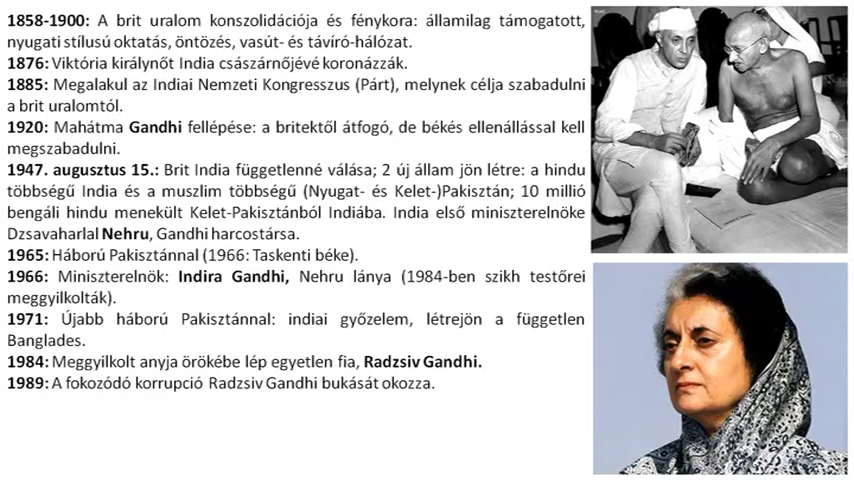 1858-1900: A brit uralom konszolidációja és fénykora: államilag támogatott,
nyugati stílusú oktatás, öntözés, vasút- és távíró-hálózat.
1876: Viktória királynőt India császárnőjévé koronázzák.
1885: Megalakul az Indiai Nemzeti Kongresszus (Párt), melynek célja szabadulni
a brit uralomtól.
1920: Mahátma Gandhi fellépése: a britektől átfogó, de békés ellenállással kell
megszabadulni.
1947. augusztus 15.: Brit India függetlenné válása; 2 új állam jön létre: a hindu
többségű India és a muszlim többségű (Nyugat- és Kelet-)Pakisztán; 10 millió
bengáli hindu menekült Kelet-Pakisztánból Indiába. India első miniszterelnöke
Dzsavaharlal Nehru, Gandhi harcostársa.
1965: Háború Pakisztánnal (1966: Taskenti béke).
1966: Miniszterelnök: Indira Gandhi, Nehru lánya (1984-ben szikh testőrei
meggyilkolták).
1971: Újabb háború Pakisztánnal: indiai győzelem, létrejön a független
Banglades.
1984: Meggyilkolt anyja örökébe lép egyetlen fia, Radzsiv Gandhi.
1989: A fokozódó korrupció Radzsiv Gandhi bukását okozza.